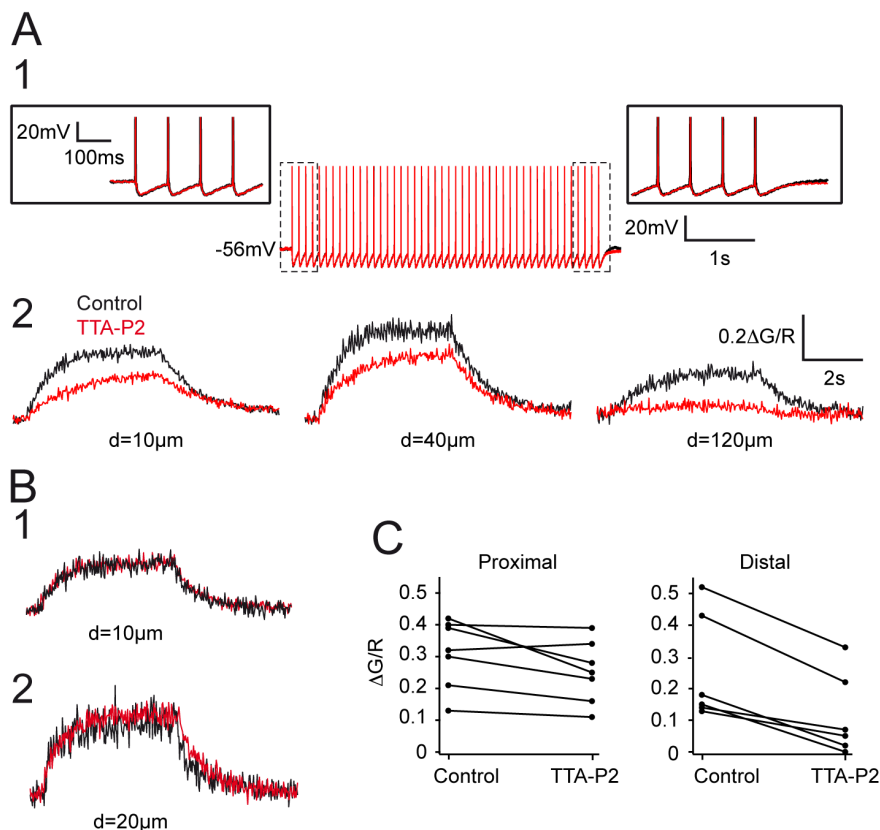 A
1
20mV
100ms
-56mV
20mV
1s
2
Control
TTA-P2
0.2ΔG/R
2s
d=10µm
d=40µm
d=120µm
B
1
d=10µm
2
d=20µm
C
Proximal
Distal
ΔG/R
0.5
0.4
0.3
0.2
0.1
0
Control
TTA-P2
0.5
0.4
0.3
0.2
0.1
0
Control
TTA-P2